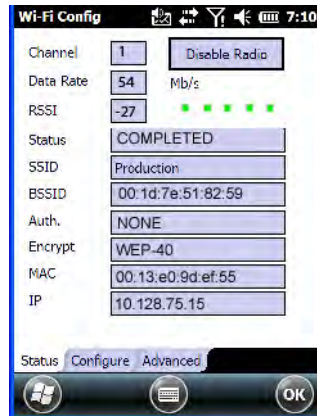 Wi-Fi Config 7:10
Channel 1 Disable Radio
Data Rate 54 Mb/s
RSSI -27
Status COMPLETED
SSID Production
BSSID 00:1d:7e:51:82:59
Auth. NONE
Encrypt WEP-40
MAC 00:13:e0:9d:ef:55
IP 10.128.75.15
Status Configure Advanced
OK